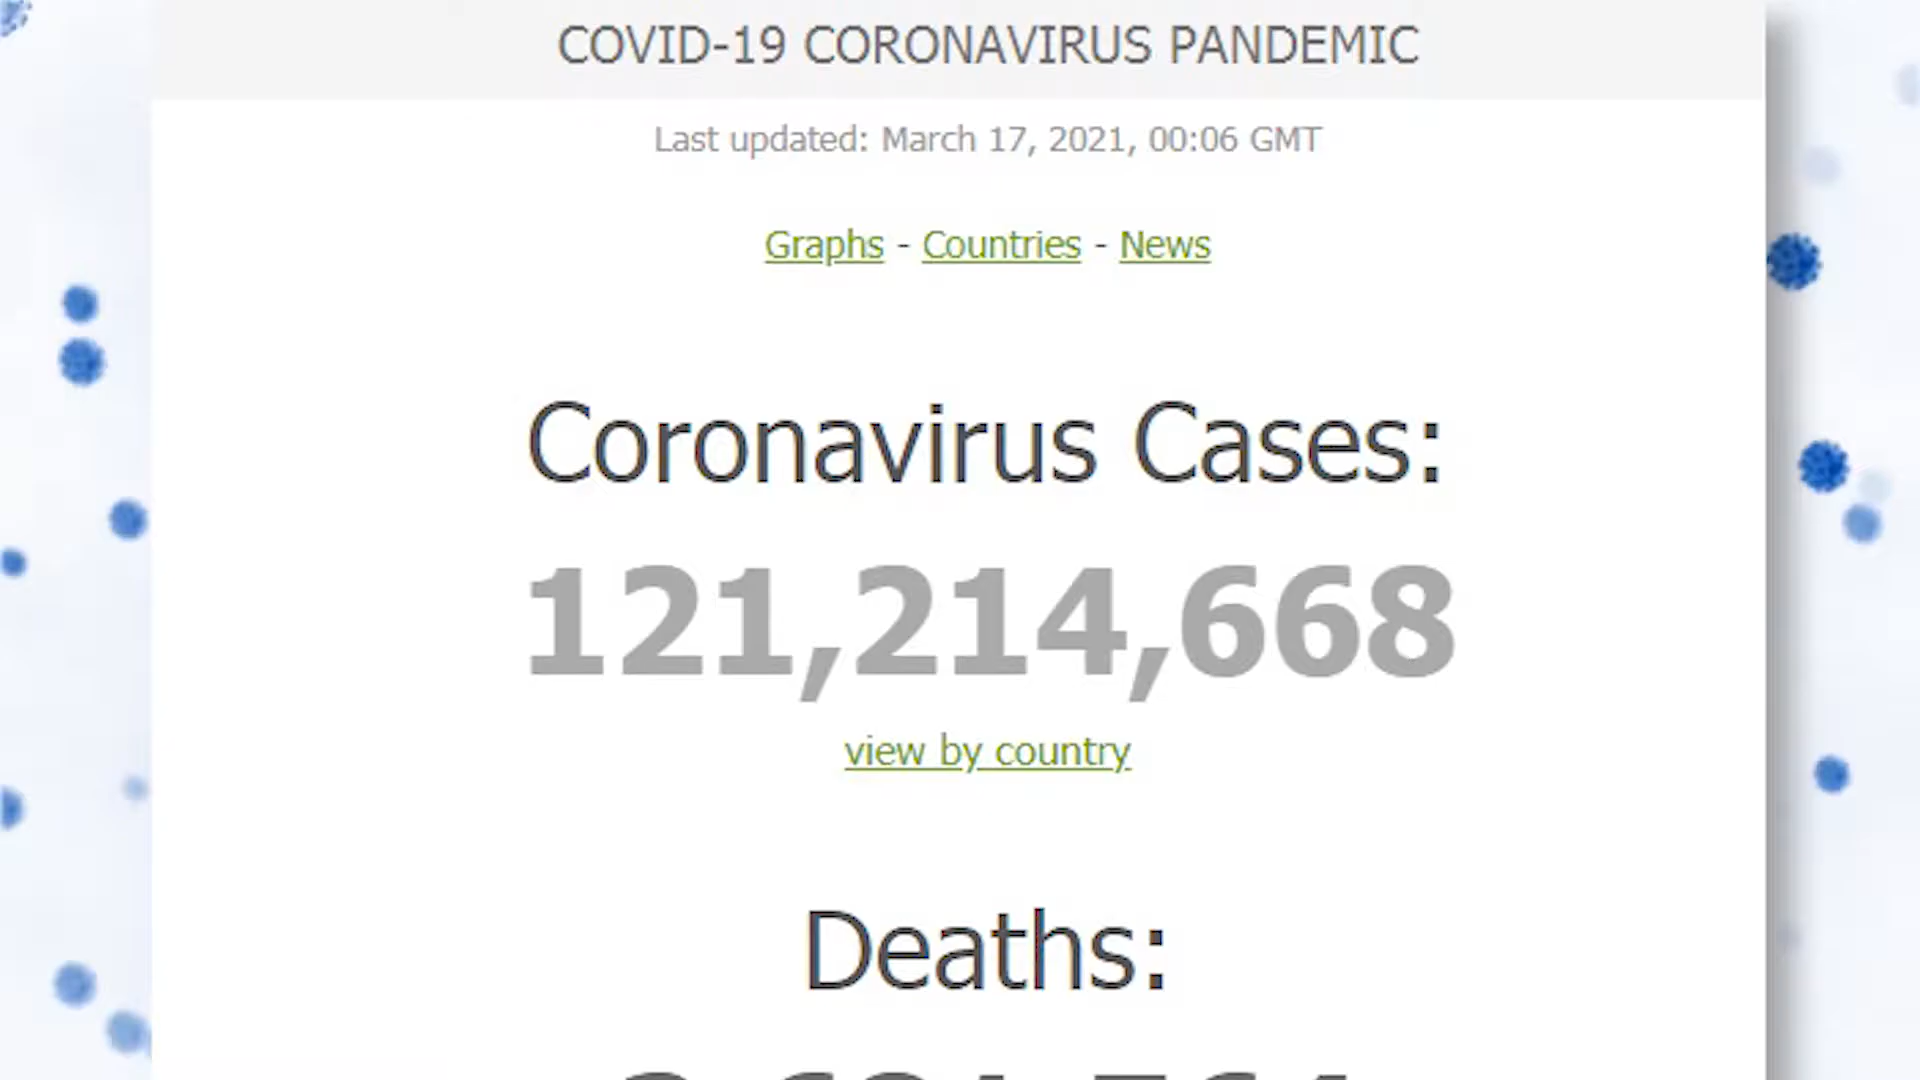 COVID-19 CORONAVIRUS PANDEMIC
Last updated: March 17, 2021, 00:06 GMT
Graphs - Countries - News
Coronavirus Cases:
121,214,668
view by country
Deaths: